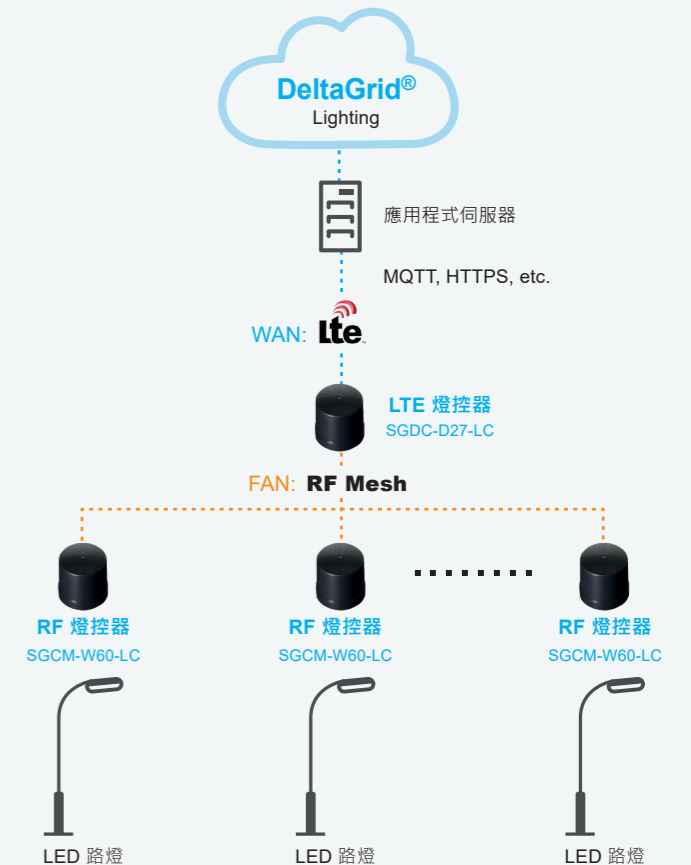 DeltaGrid®
Lighting
應用程式伺服器
MQTT, HTTPS, etc.
WAN: Lte™
LTE 燈控器
SGDC-D27-LC
FAN: RF Mesh
RF 燈控器
SGCM-W60-LC
RF 燈控器
SGCM-W60-LC
RF 燈控器
SGCM-W60-LC
LED 路燈
LED 路燈
LED 路燈